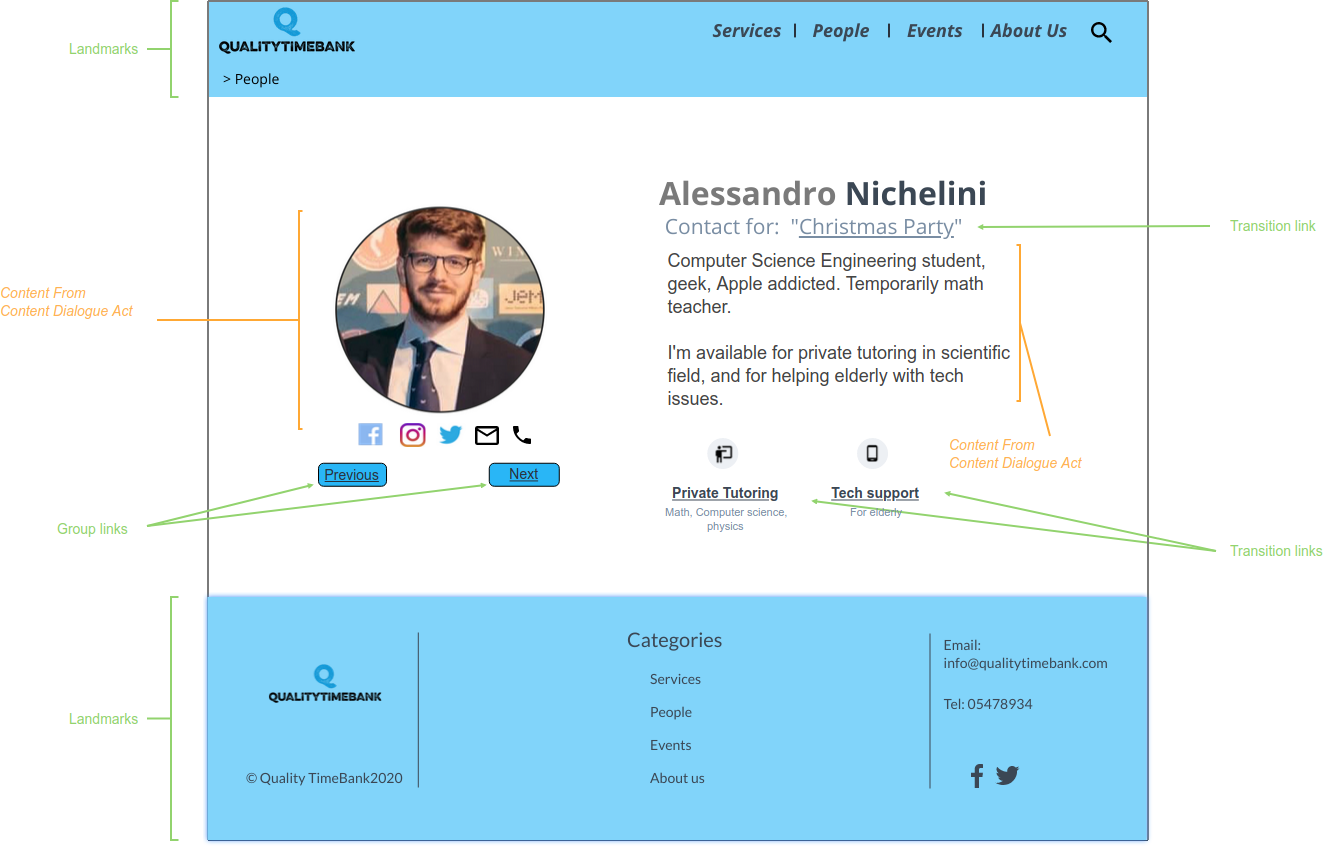 Landmarks
QUALITYTIMEBANK
Services | People | Events | About Us
> People
Alessandro Nichelini
Contact for: "Christmas Party"
Transition link
Computer Science Engineering student,
geek, Apple addicted. Temporarily math
teacher.
I'm available for private tutoring in scientific
field, and for helping elderly with tech
issues.
Content From
Content Dialogue Act
WIN
EM
JEM
Previous
Next
Group links
Content From
Content Dialogue Act
Private Tutoring
Math, Computer science,
physics
Tech support
For elderly
Transition links
Landmarks
QUALITYTIMEBANK
© Quality TimeBank2020
Categories
Services
People
Events
About us
Email:
info@qualitytimebank.com
Tel: 05478934